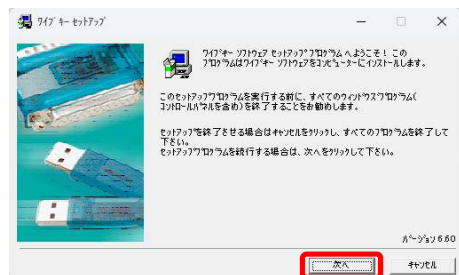 ﾜｲﾌﾞｷｰ ｾｯﾄｱｯﾌﾟ
ﾜｲﾌﾞｷｰ ｿﾌﾄｳｪｱ ｾｯﾄｱｯﾌﾟﾌﾟﾛｸﾞﾗﾑへようこそ！ この
ﾌﾟﾛｸﾞﾗﾑはﾜｲﾌﾞｷｰ ｿﾌﾄｳｪｱをｺﾝﾋﾟｭｰﾀｰにｲﾝｽﾄｰﾙします。
このｾｯﾄｱｯﾌﾟﾌﾟﾛｸﾞﾗﾑを実行する前に、すべてのｳｨﾝﾄﾞｳｽﾞﾌﾟﾛｸﾞﾗﾑ(
ｺﾝﾄﾛｰﾙﾊﾟﾈﾙを含め)を終了することをお勧めします。
ｾｯﾄｱｯﾌﾟを終了させる場合はｷｬﾝｾﾙをｸﾘｯｸし、すべてのﾌﾟﾛｸﾞﾗﾑを終了して
下さい。
ｾｯﾄｱｯﾌﾟﾌﾟﾛｸﾞﾗﾑを続行する場合は、次へをｸﾘｯｸして下さい。
ﾊﾞｰｼﾞｮﾝ 6.60
次へ
ｷｬﾝｾﾙ